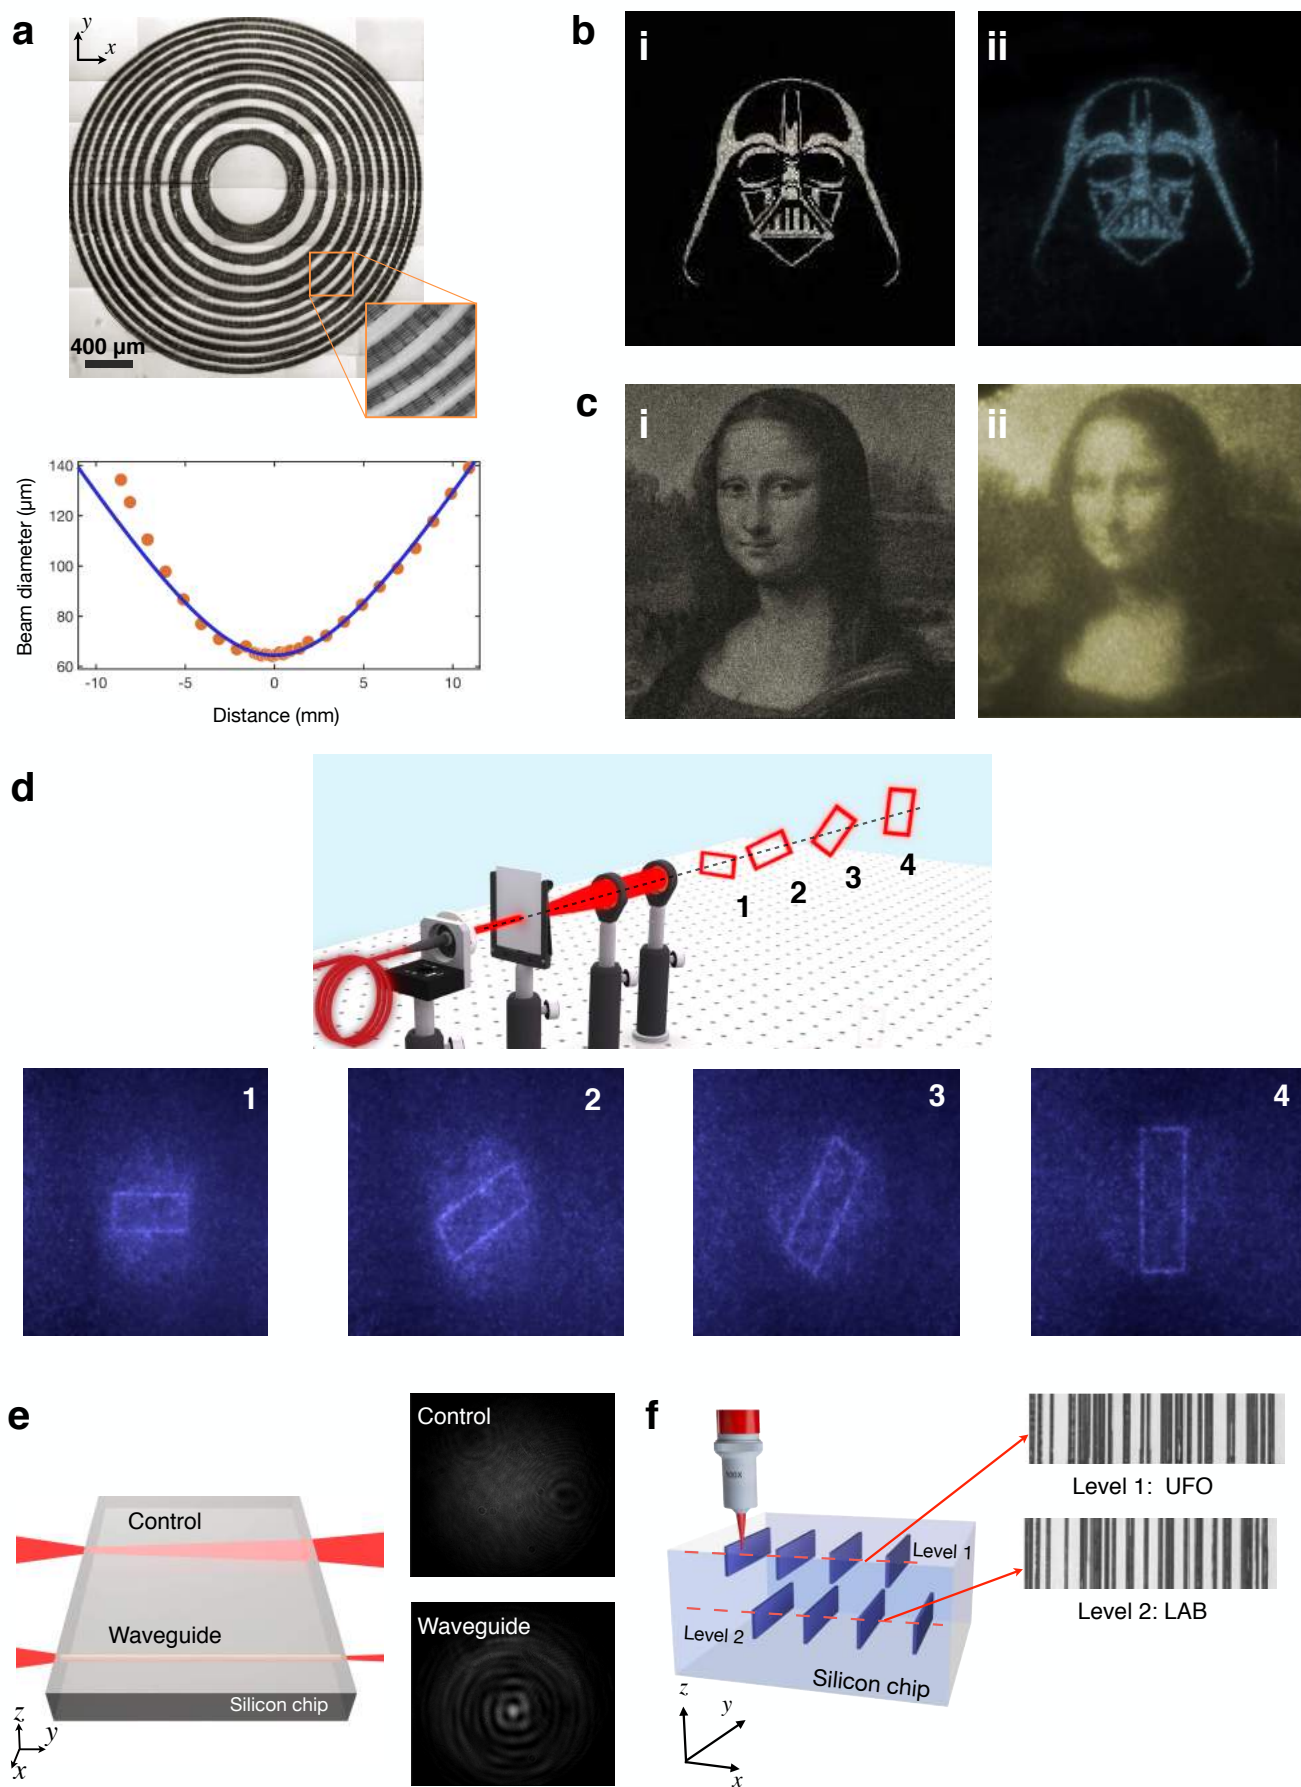 a
y
x
400 µm
140
120
100
80
60
Beam diameter (µm)
-10 -5 0 5 10
Distance (mm)
b
i
ii
c
i
ii
d
1
2
3
4
1
2
3
4
e
Control
Waveguide
Silicon chip
z
y
x
Control
Waveguide
f
100X
Level 1
Level 2
Silicon chip
z
y
x
Level 1: UFO
Level 2: LAB